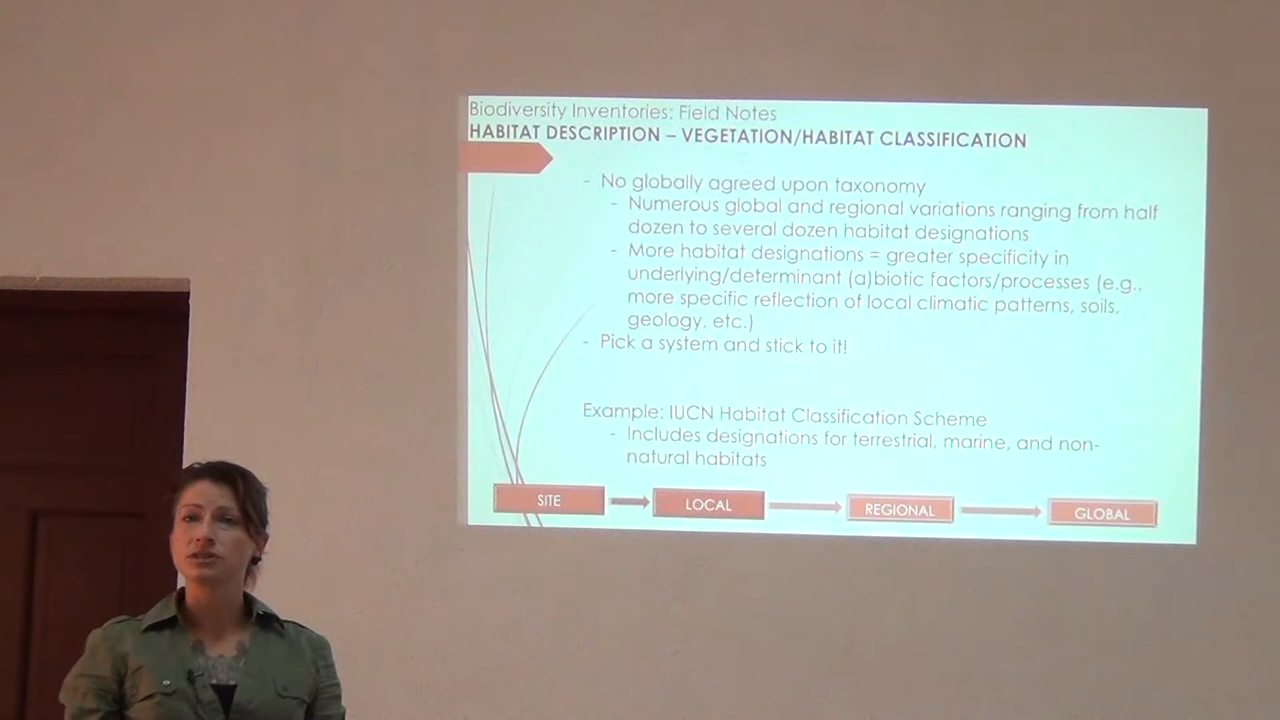 Biodiversity Inventories: Field Notes
HABITAT DESCRIPTION – VEGETATION/HABITAT CLASSIFICATION
- No globally agreed upon taxonomy
- Numerous global and regional variations ranging from half
dozen to several dozen habitat designations
- More habitat designations = greater specificity in
underlying/determinant (a)biotic factors/processes (e.g.,
more specific reflection of local climatic patterns, soils,
geology, etc.)
- Pick a system and stick to it!
Example: IUCN Habitat Classification Scheme
- Includes designations for terrestrial, marine, and non-
natural habitats
SITE LOCAL REGIONAL GLOBAL